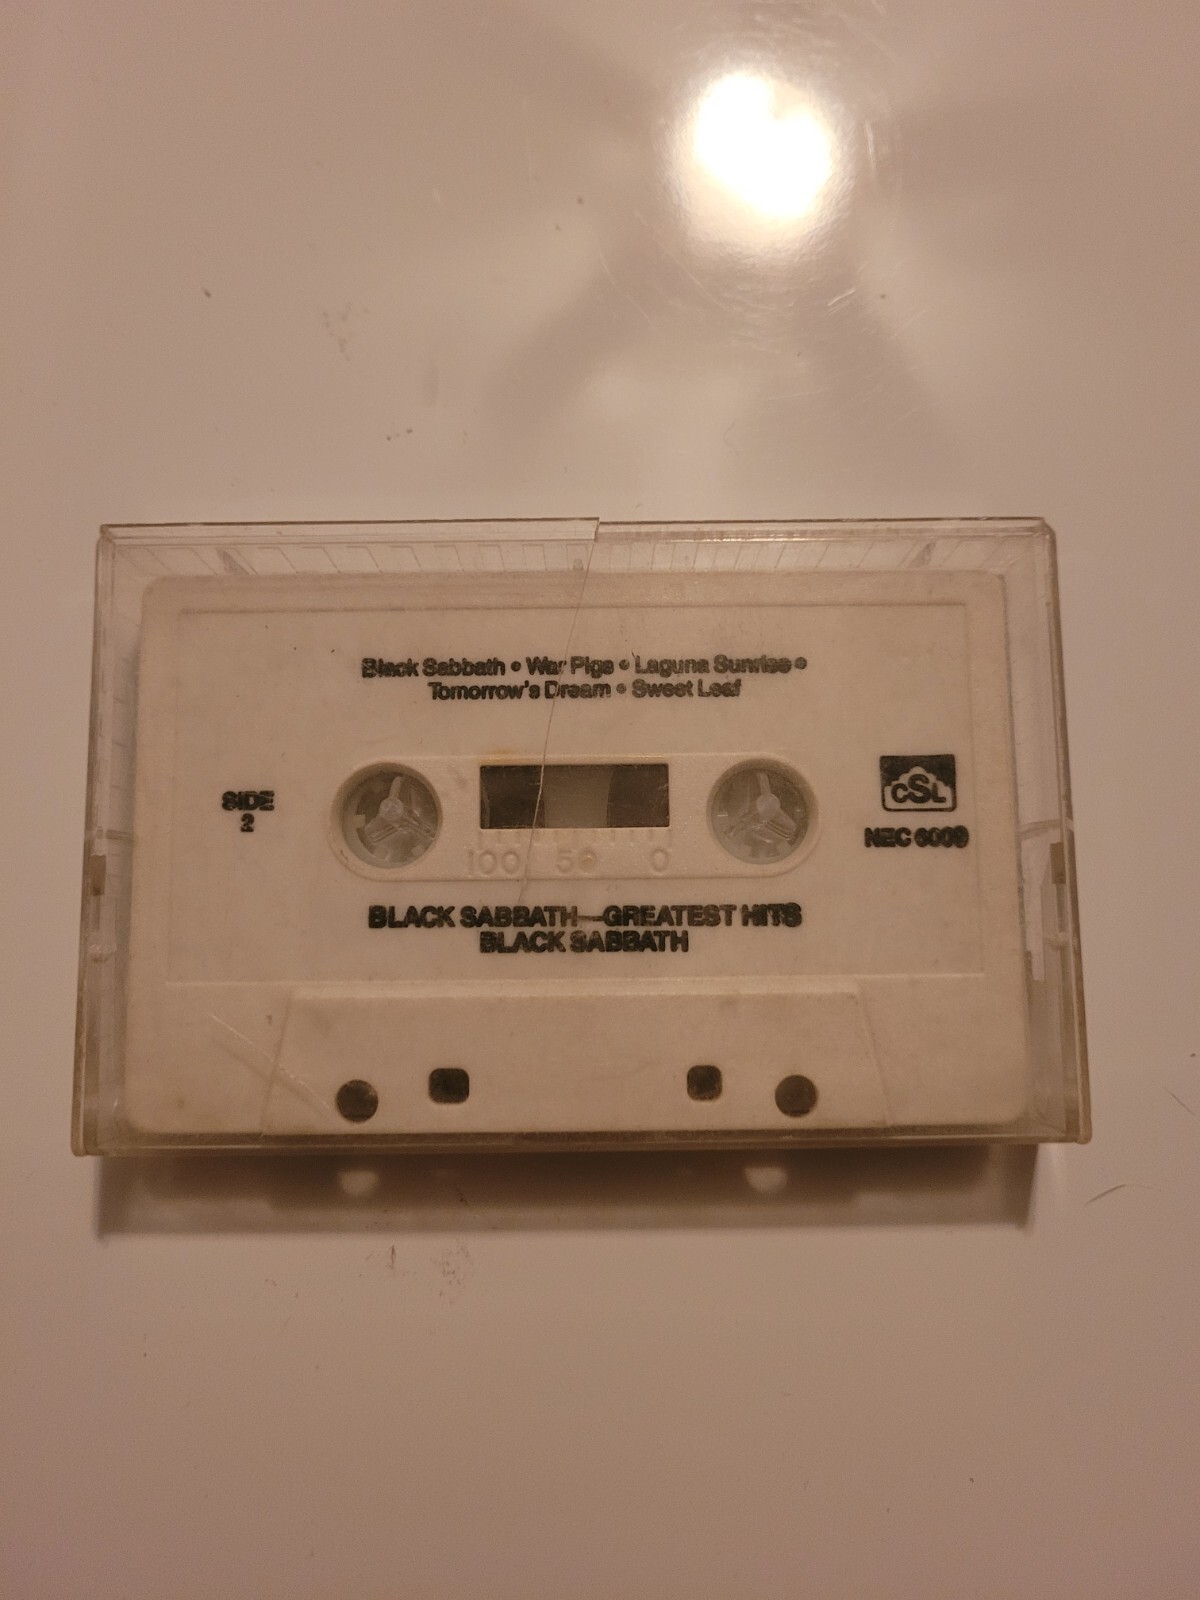 Black Sabbath • War Pigs • Laguna Sunrise •
Tomorrow's Dream • Sweet Leaf
SIDE
2
CSL
NEC 6009
100 50 0
BLACK SABBATH—GREATEST HITS
BLACK SABBATH